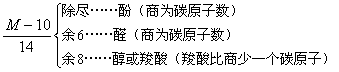 除尽……酚（商为碳原子数）
M－10/14 { 余6……醛（商为碳原子数）
余8……醇或羧酸（羧酸比商少一个碳原子）